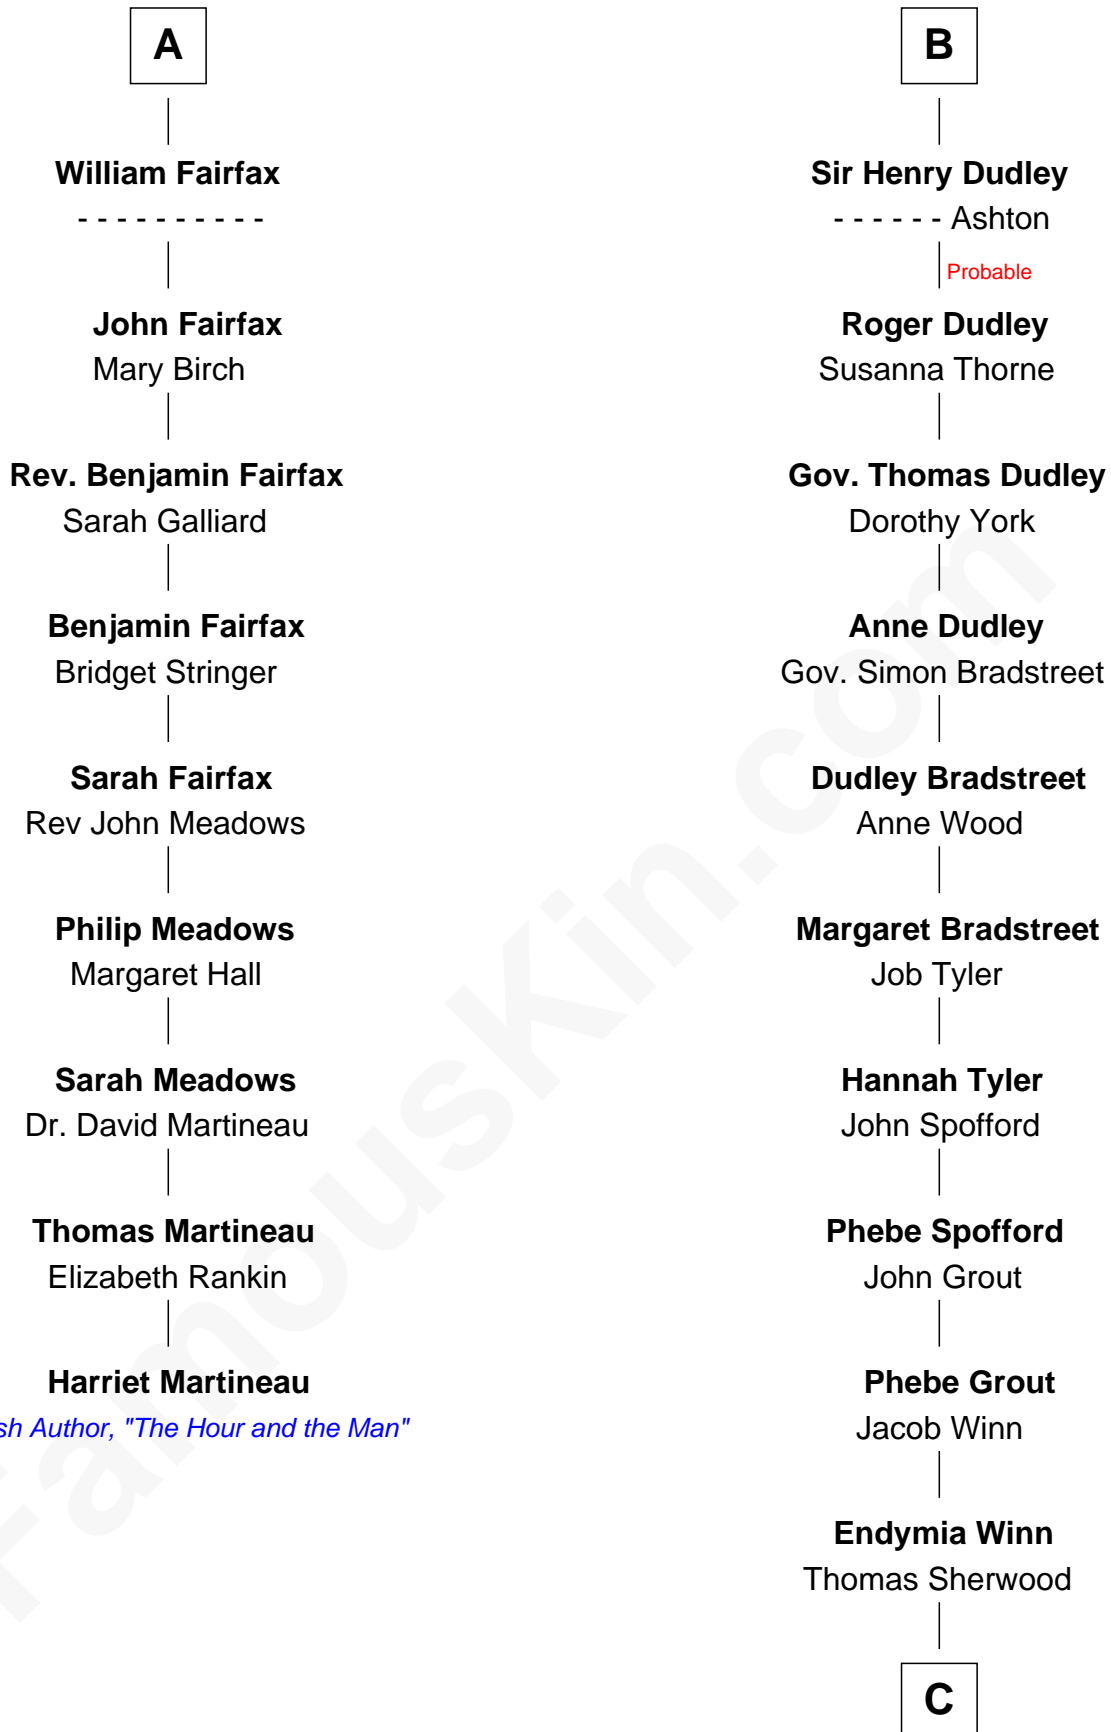 A
William Fairfax
- - - - - - - - - -
John Fairfax
Mary Birch
Rev. Benjamin Fairfax
Sarah Galliard
Benjamin Fairfax
Bridget Stringer
Sarah Fairfax
Rev John Meadows
Philip Meadows
Margaret Hall
Sarah Meadows
Dr. David Martineau
Thomas Martineau
Elizabeth Rankin
Harriet Martineau
sh Author, "The Hour and the Man"
B
Sir Henry Dudley
- - - - - - Ashton
Probable
Roger Dudley
Susanna Thorne
Gov. Thomas Dudley
Dorothy York
Anne Dudley
Gov. Simon Bradstreet
Dudley Bradstreet
Anne Wood
Margaret Bradstreet
Job Tyler
Hannah Tyler
John Spofford
Phebe Spofford
John Grout
Phebe Grout
Jacob Winn
Endymia Winn
Thomas Sherwood
C
FamousKin.com